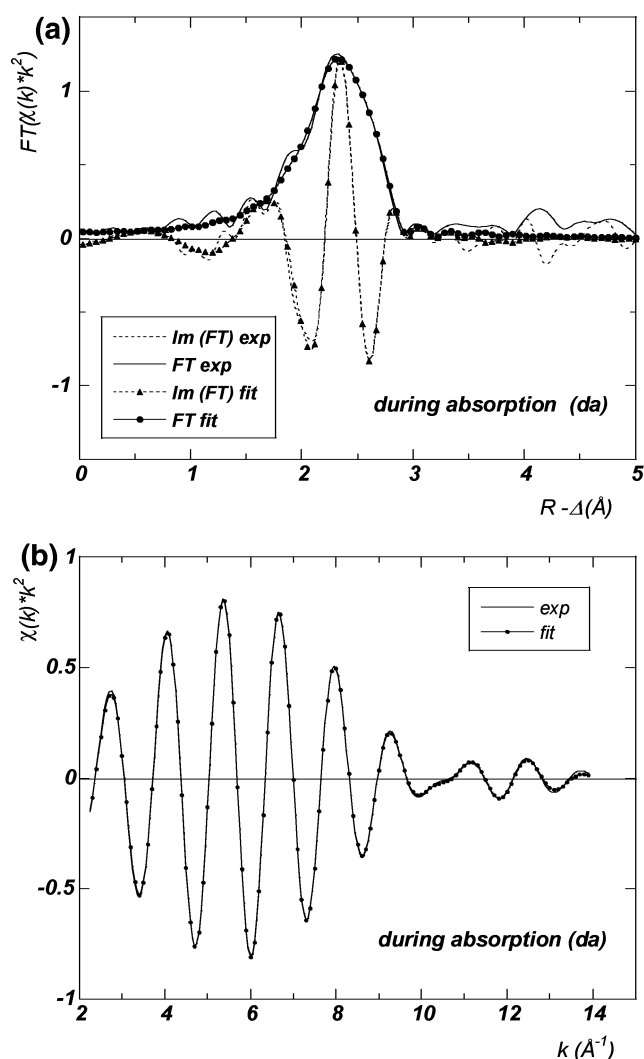 (a)
FT(χ(k)*k²)
1
0
-1
Im (FT) exp
FT exp
Im (FT) fit
FT fit
during absorption (da)
0 1 2 3 4 5
R -Δ(Å)
(b)
χ(k)*k²
1
0.5
0
-0.5
-1
exp
fit
during absorption (da)
2 4 6 8 10 12 14
k (Å⁻¹)